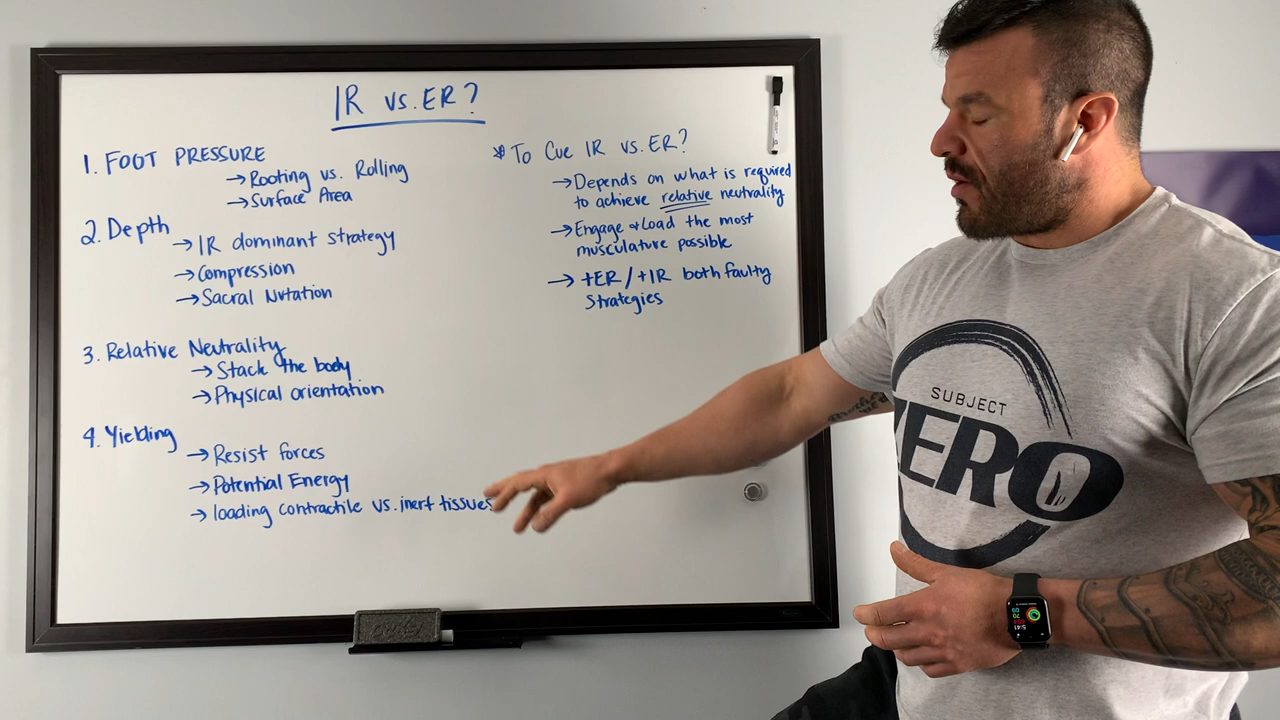 IR vs. ER?
1. FOOT PRESSURE
→ Rooting vs. Rolling
→ Surface Area
2. Depth
→ IR dominant strategy
→ Compression
→ Sacral Nutation
3. Relative Neutrality
→ Stack the body
→ Physical orientation
4. Yielding
→ Resist forces
→ Potential Energy
→ loading contractile vs. inert tissues
* To Cue IR vs. ER?
→ Depends on what is required
to achieve relative neutrality
→ Engage & Load the most
musculature possible
→ +ER / +IR both faulty
Strategies
SUBJECT
ZERO